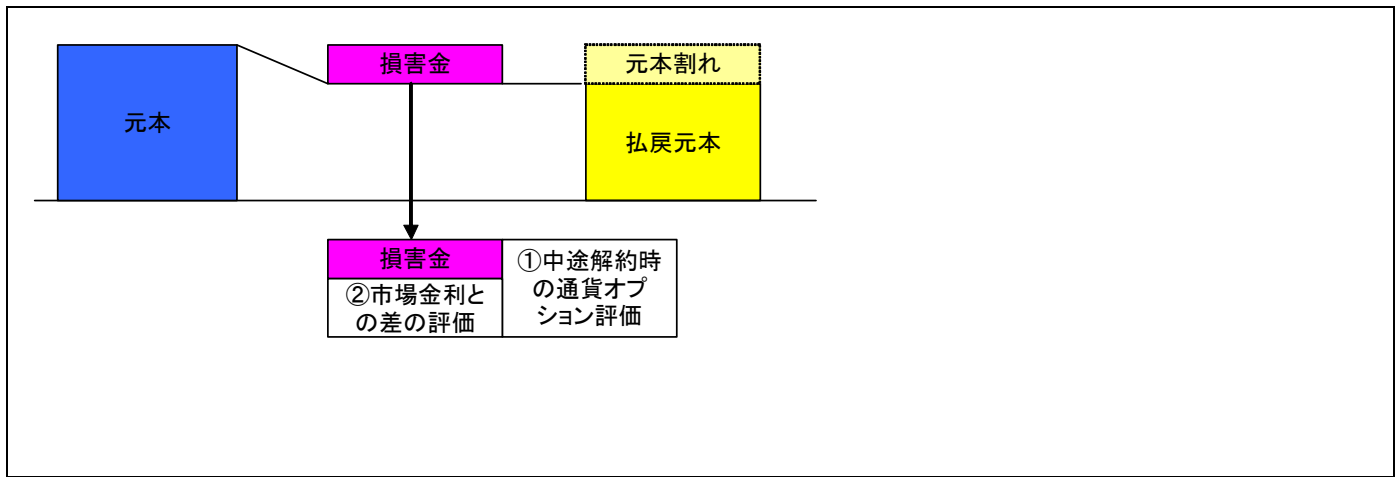 元本
損害金
元本割れ
払戻元本
損害金
②市場金利と
の差の評価
①中途解約時
の通貨オプ
ション評価